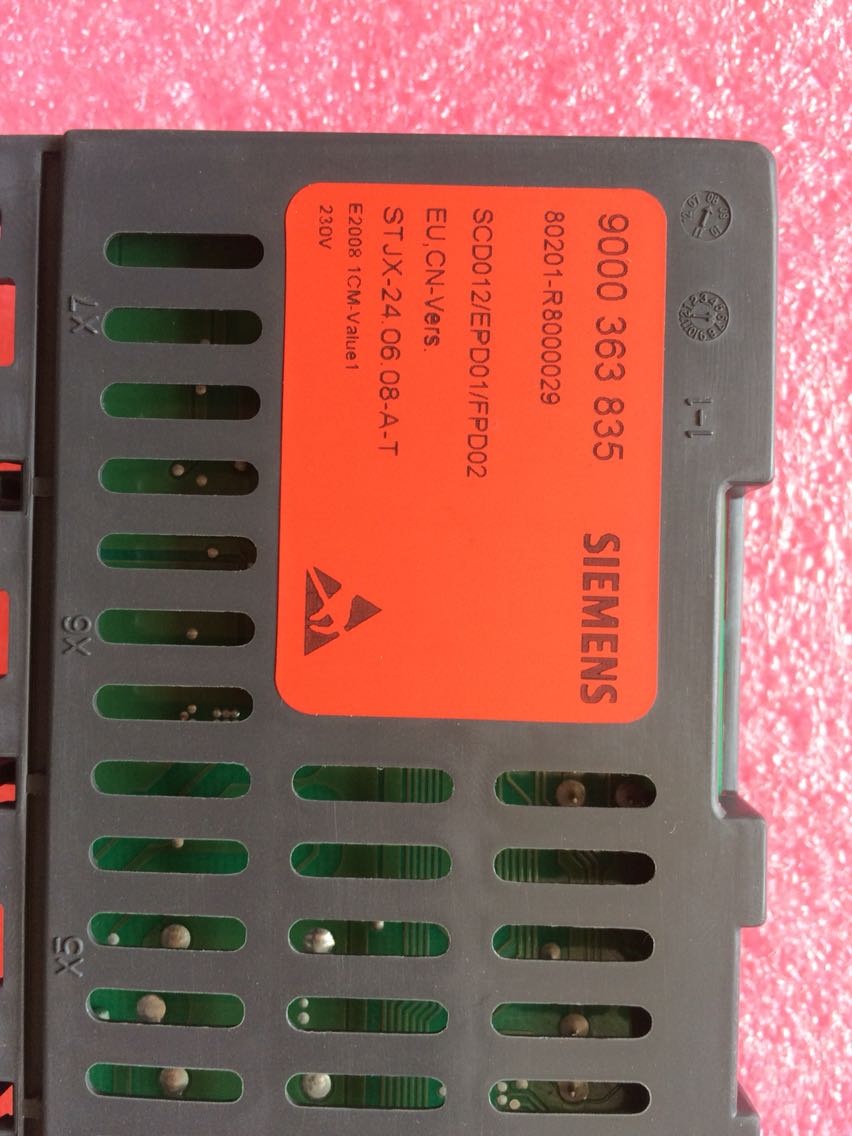 9000 363 835 SIEMENS
80201-R8000029
SCD012/EPD01/FPD02
EU,CN-Vers.
STJX-24.06.08-A-T
E2008 1CM-Value1
230V
1-1
X7
X6
X5